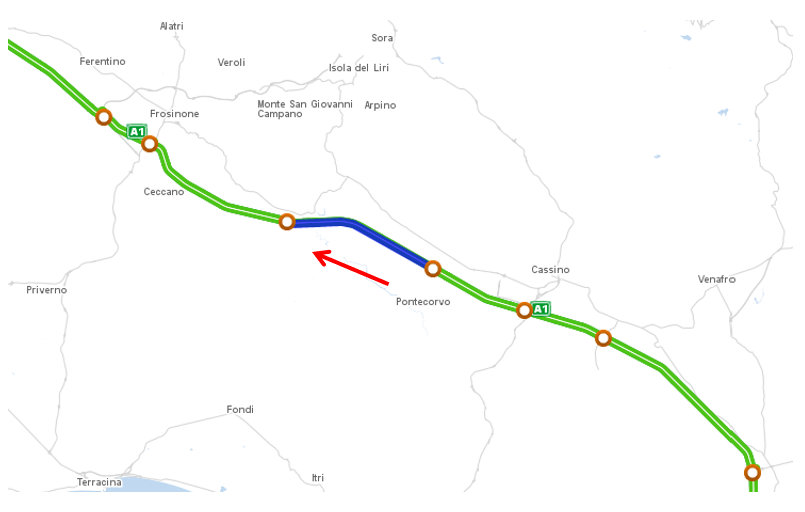 Alatri
Sora
Ferentino
Veroli
Isola del Liri
Monte San Giovanni
Campano
Arpino
Frosinone
A1
Ceccano
Cassino
Venafro
Priverno
Pontecorvo
A1
Fondi
Itri
Terracina